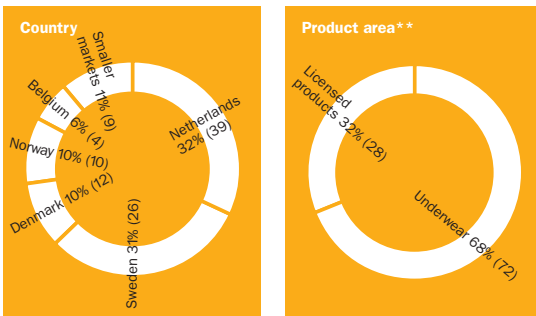 Country
Smaller
markets 11% (9)
Belgium 6% (4)
Norway 10% (10)
Denmark 10% (12)
Sweden 31% (26)
Netherlands
32% (39)
Product area**
Licensed
products 32% (28)
Underwear 68% (72)